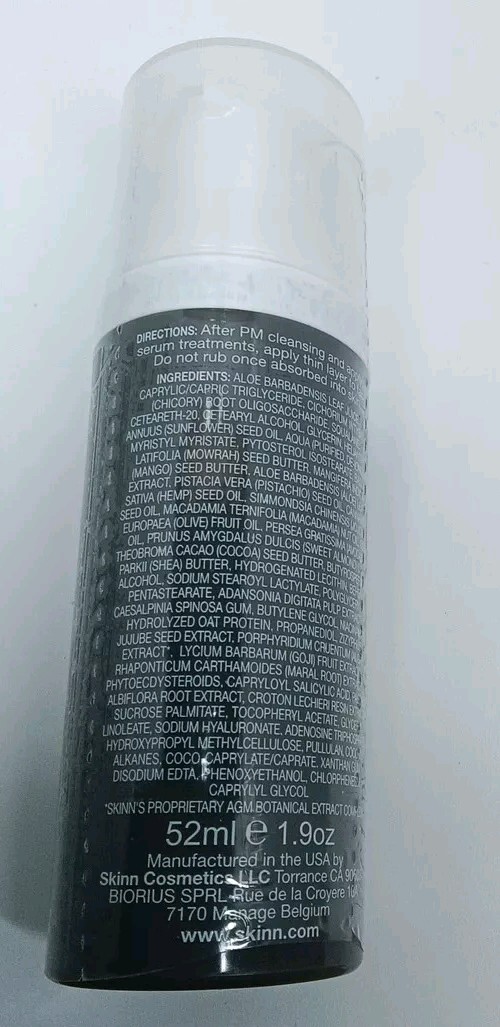 DIRECTIONS: After PM cleansing and
serum treatments, apply thin layer
Do not rub once absorbed into
INGREDIENTS: ALOE BARBADENSIS LEAF
CAPRYLIC/CAPRIC TRIGLYCERIDE, CICHORIUM
(CHICORY) ROOT OLIGOSACCHARIDE,
CETEARETH-20, CETEARYL ALCOHOL, GLYCERIN,
ANNUUS (SUNFLOWER) SEED OIL, AQUA (PURIFIED)
MYRISTYL MYRISTATE, PYTOSTEROL
LATIFOLIA (MOWRAH) SEED BUTTER,
(MANGO) SEED BUTTER, ALOE BARBADENSIS
EXTRACT, PISTACIA VERA (PISTACHIO) SEED OIL,
SATIVA (HEMP) SEED OIL, SIMMONDSIA CHINENSIS
SEED OIL, MACADAMIA TERNIFOLIA (MACADAMIA)
EUROPAEA (OLIVE) FRUIT OIL, PERSEA GRATISSIMA
OIL, PRUNUS AMYGDALUS DULCIS (SWEET
THEOBROMA CACAO (COCOA) SEED BUTTER,
PARKII (SHEA) BUTTER, HYDROGENATED LECITHIN,
ALCOHOL, SODIUM STEAROYL LACTYLATE,
PENTASTEARATE, ADANSONIA DIGITATA PULP
CAESALPINIA SPINOSA GUM, BUTYLENE GLYCOL,
HYDROLYZED OAT PROTEIN, PROPANEDIOL,
JUJUBE SEED EXTRACT, PORPHYRIDIUM CRUENTUM
EXTRACT*, LYCIUM BARBARUM (GOJI) FRUIT
RHAPONTICUM CARTHAMOIDES (MARAL ROOT)
PHYTOECDYSTEROIDS, CAPRYLOYL SALICYLIC ACID,
ALBIFLORA ROOT EXTRACT, CROTON LECHLERI RESIN
SUCROSE PALMITATE, TOCOPHERYL ACETATE,
LINOLEATE, SODIUM HYALURONATE, ADENOSINE
HYDROXYPROPYL METHYLCELLULOSE, PULLULAN,
ALKANES, COCO-CAPRYLATE/CAPRATE, XANTHAN
DISODIUM EDTA, PHENOXYETHANOL,
CAPRYLYL GLYCOL
*SKINN'S PROPRIETARY AGM BOTANICAL EXTRACT
52ml e 1.9oz
Manufactured in the USA by
Skinn Cosmetics LLC Torrance CA
BIORIUS SPRL Rue de la Croyere
7170 Manage Belgium
www.skinn.com